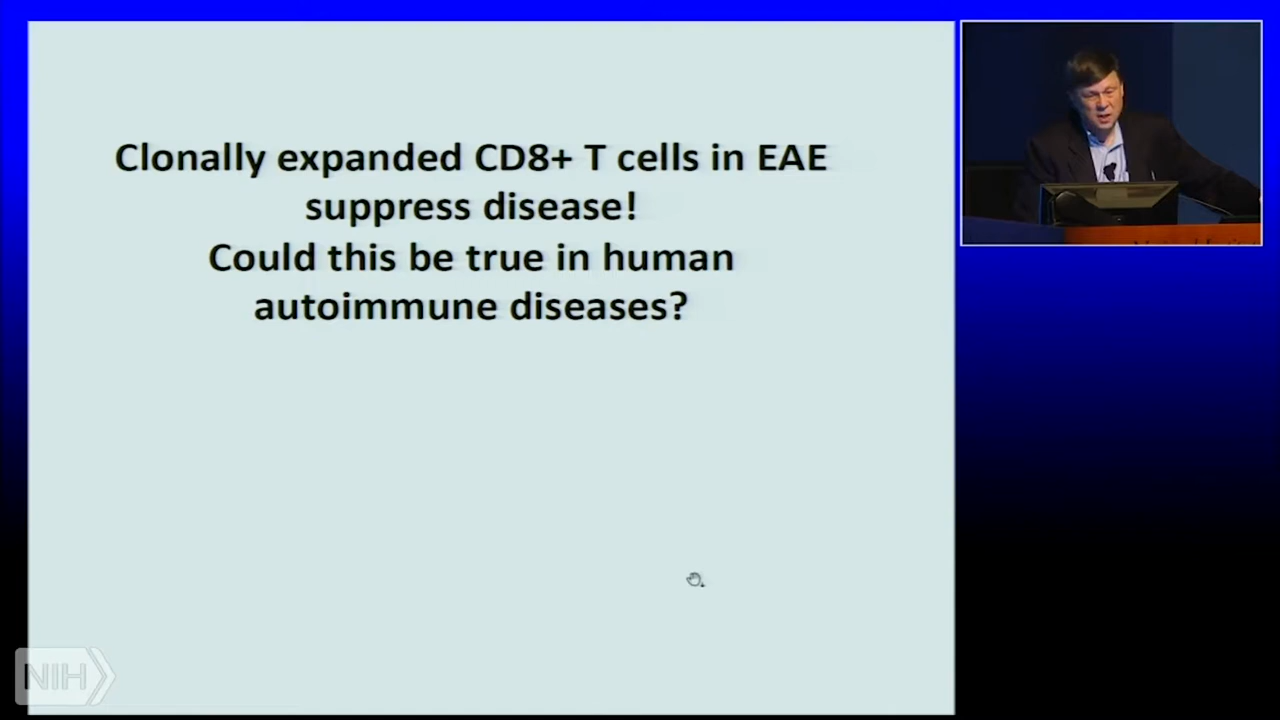 Clonally expanded CD8+ T cells in EAE
suppress disease!
Could this be true in human
autoimmune diseases?
NIH